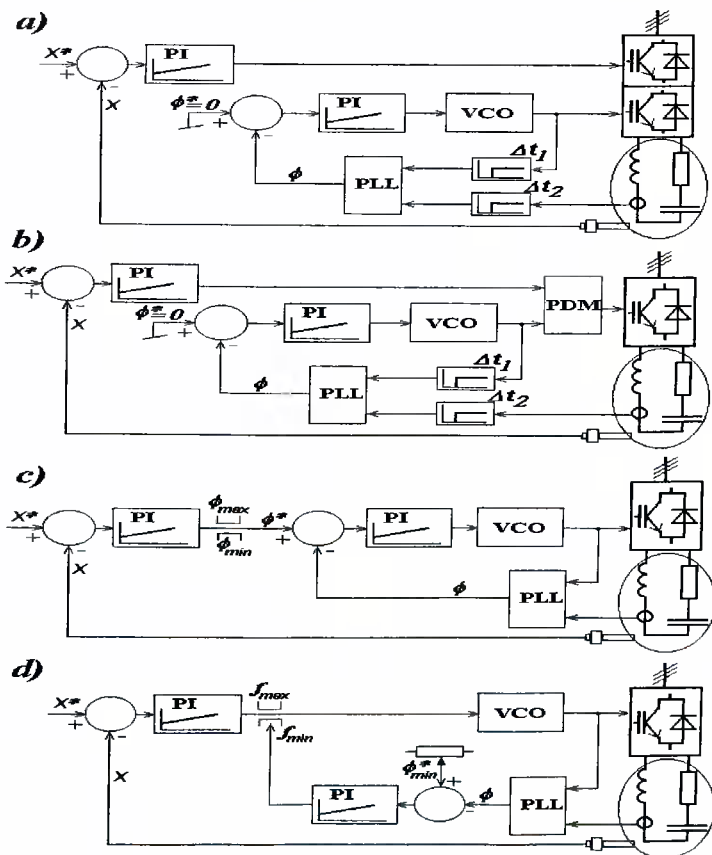 a)
X*
+
-
X
PI
ϕ*=0
+
-
PI
VCO
Δt1
ϕ
PLL
Δt2
b)
X*
+
-
X
PI
PDM
ϕ*=0
+
-
PI
VCO
Δt1
ϕ
PLL
Δt2
c)
X*
+
-
X
PI
ϕmax
ϕmin
ϕ*
+
-
PI
VCO
ϕ
PLL
d)
X*
+
-
X
PI
fmax
fmin
VCO
ϕ*min
+
-
PI
ϕ
PLL